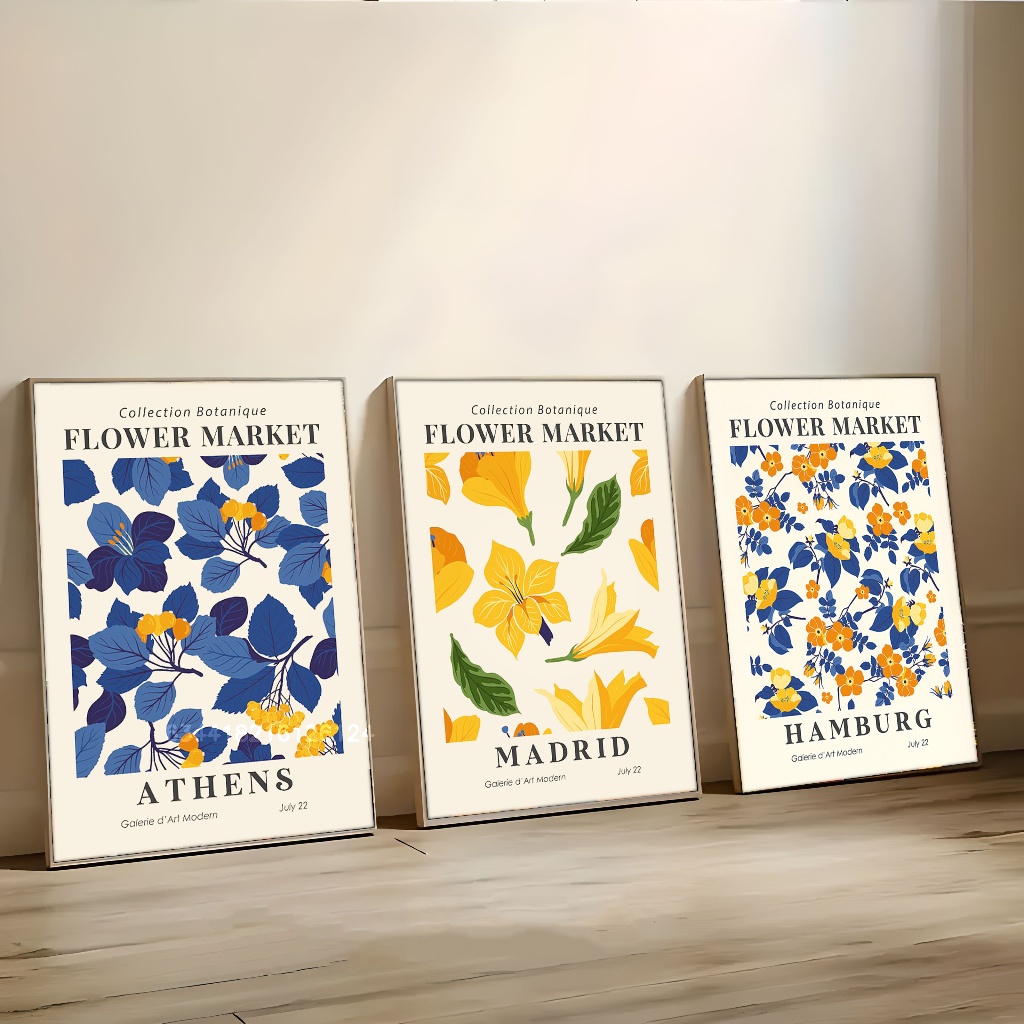 Collection Botanique
FLOWER MARKET
ATHENS
Galerie d'Art Modern
July 22
Collection Botanique
FLOWER MARKET
MADRID
Galerie d'Art Modern
July 22
Collection Botanique
FLOWER MARKET
HAMBURG
Galerie d'Art Modern
July 22